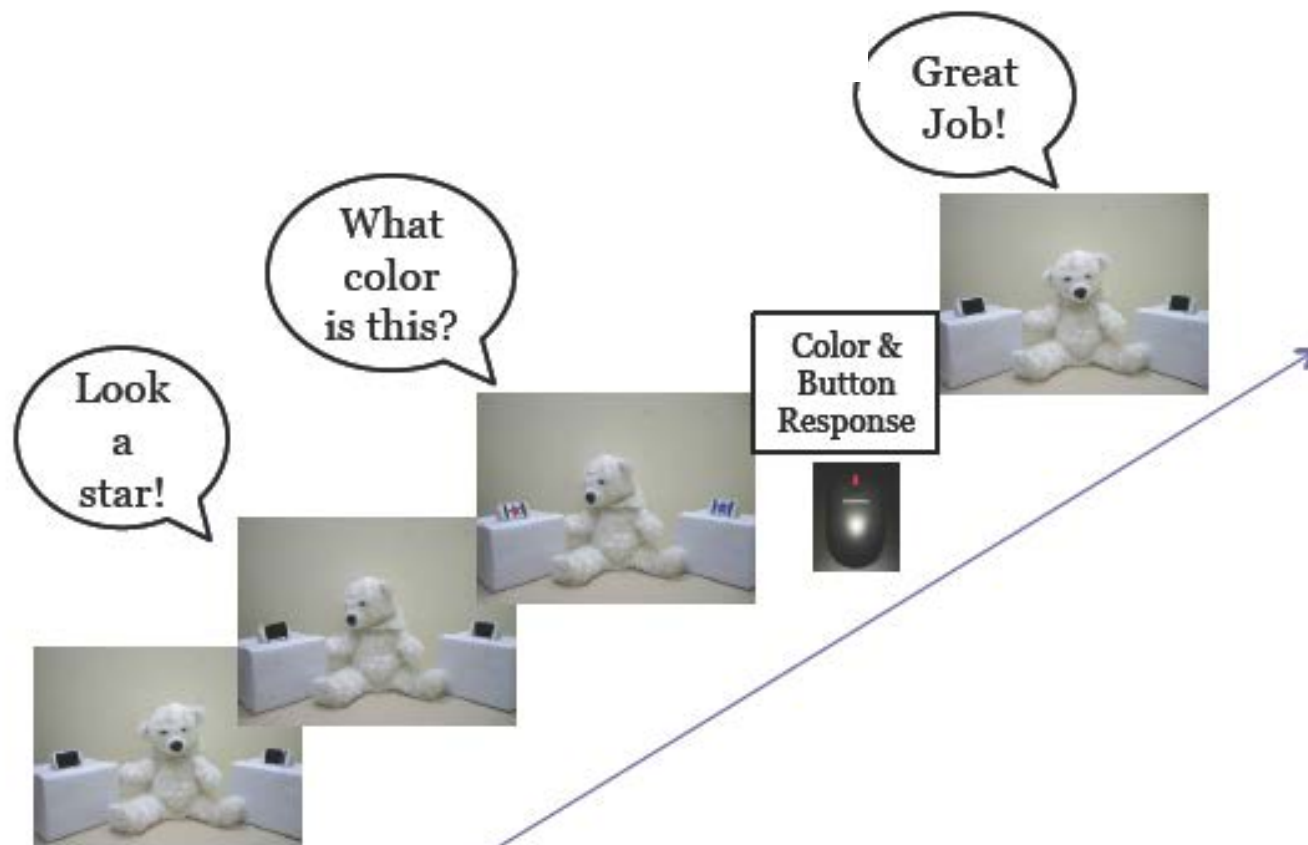 Look
a
star!
What
color
is this?
Color &
Button
Response
Great
Job!